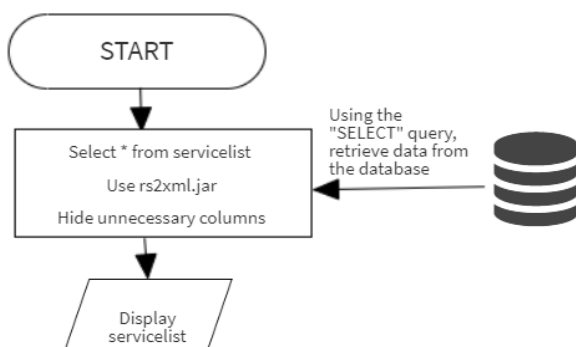 START
Using the
"SELECT" query,
retrieve data from
the database
Select * from servicelist
Use rs2xml.jar
Hide unnecessary columns
Display
servicelist